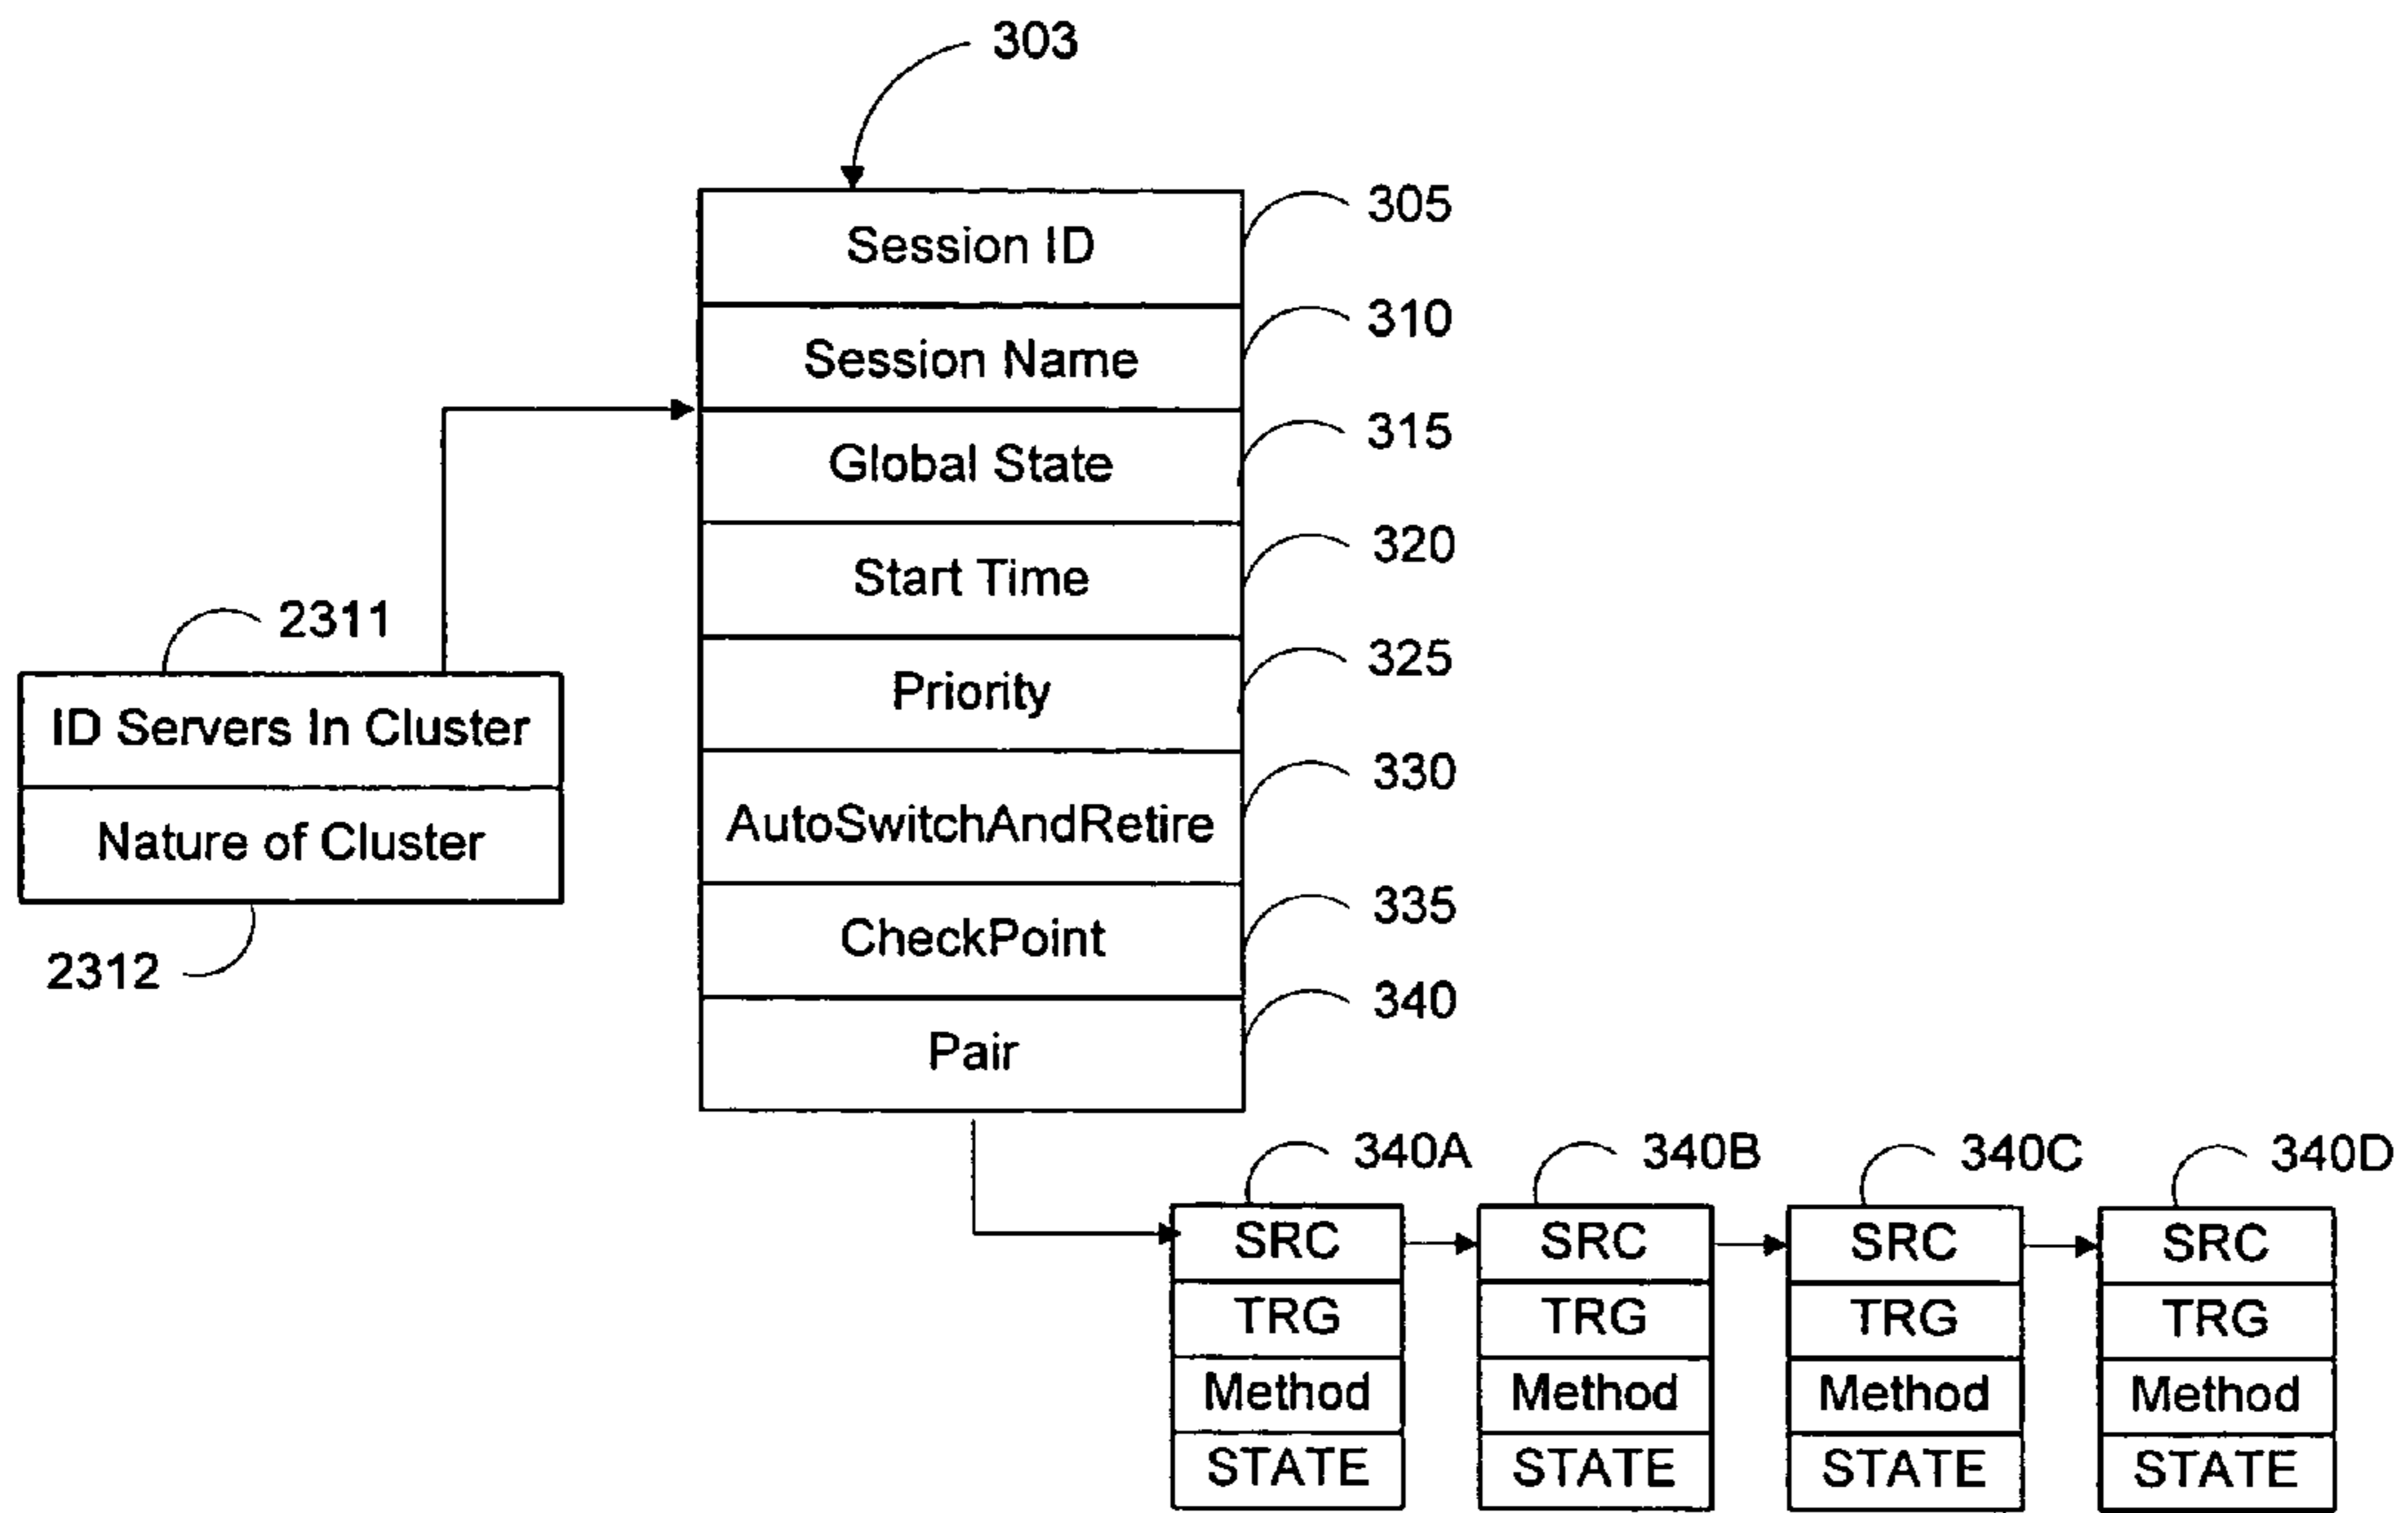 303
Session ID
305
Session Name
310
Global State
315
Start Time
320
Priority
325
AutoSwitchAndRetire
330
CheckPoint
335
Pair
340
2311
ID Servers In Cluster
Nature of Cluster
2312
340A
SRC
TRG
Method
STATE
340B
SRC
TRG
Method
STATE
340C
SRC
TRG
Method
STATE
340D
SRC
TRG
Method
STATE